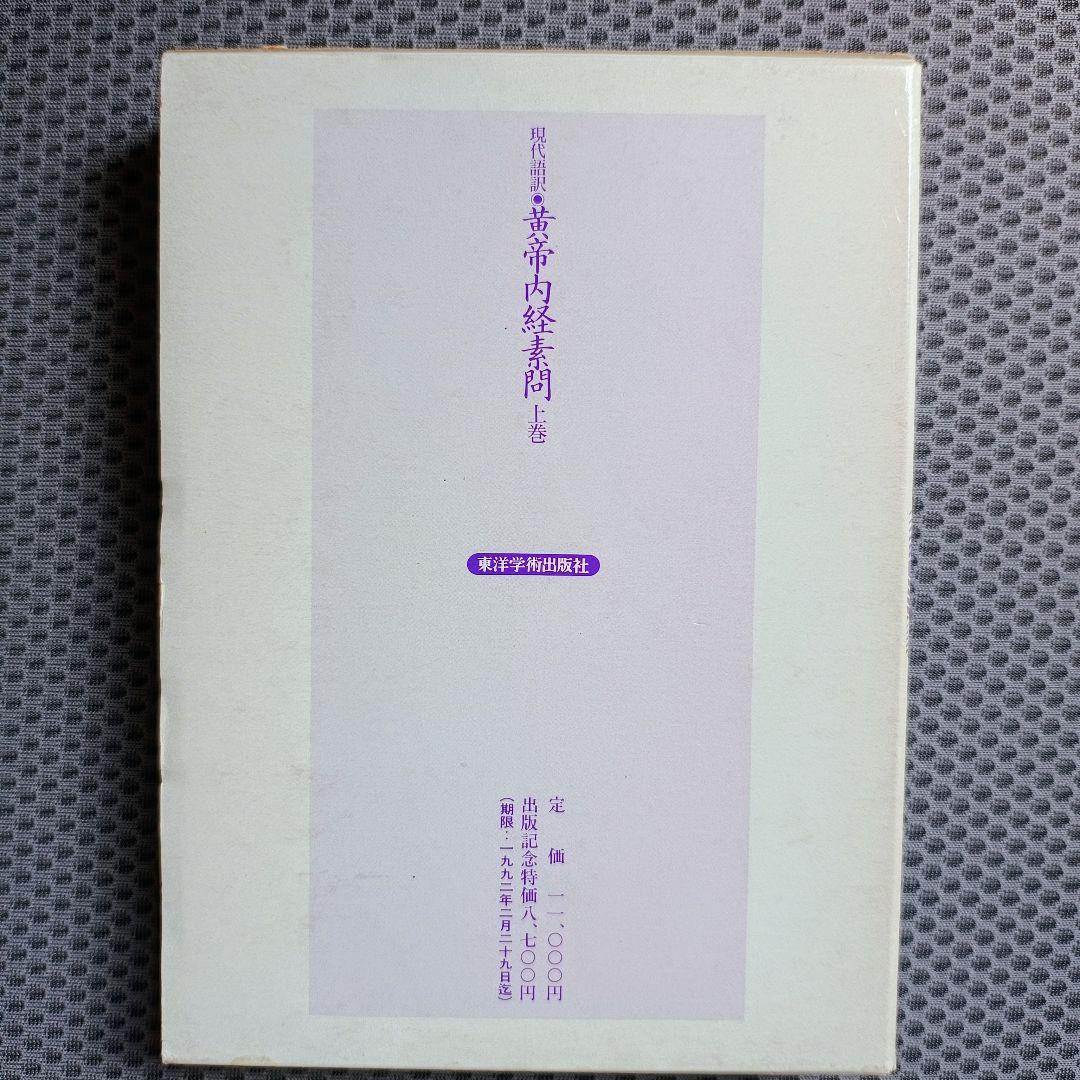 現代語訳◉黄帝内経素問 上巻
東洋学術出版社
定価 一一、〇〇〇円
出版記念特価八、七〇〇円
(期限:一九九二年二月二十九日迄)